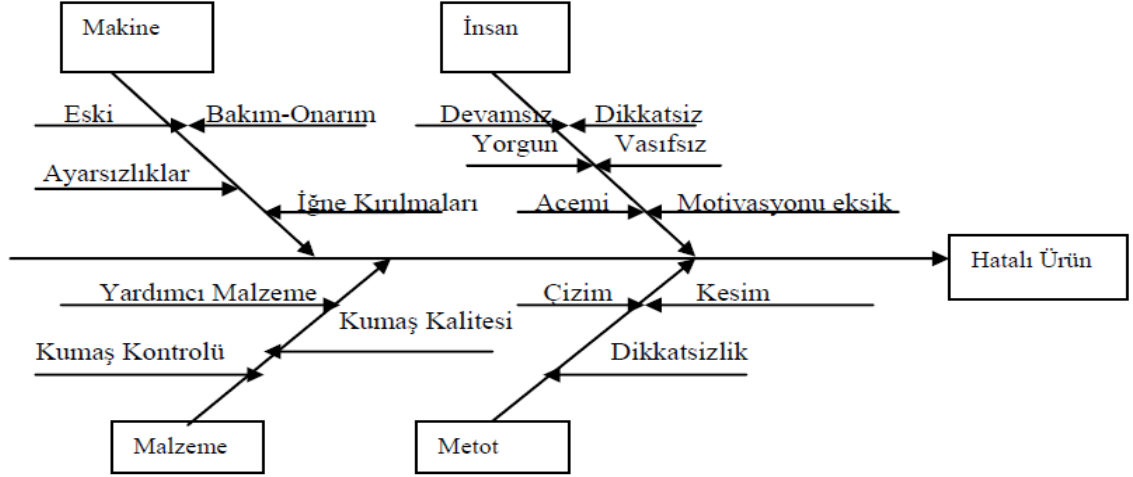 Makine
İnsan
Eski
Bakım-Onarım
Devamsız
Dikkatsiz
Yorgun
Vasıfsız
Ayarsızlıklar
İğne Kırılmaları
Acemi
Motivasyonu eksik
Hatalı Ürün
Yardımcı Malzeme
Çizim
Kesim
Kumaş Kalitesi
Kumaş Kontrolü
Dikkatsizlik
Malzeme
Metot